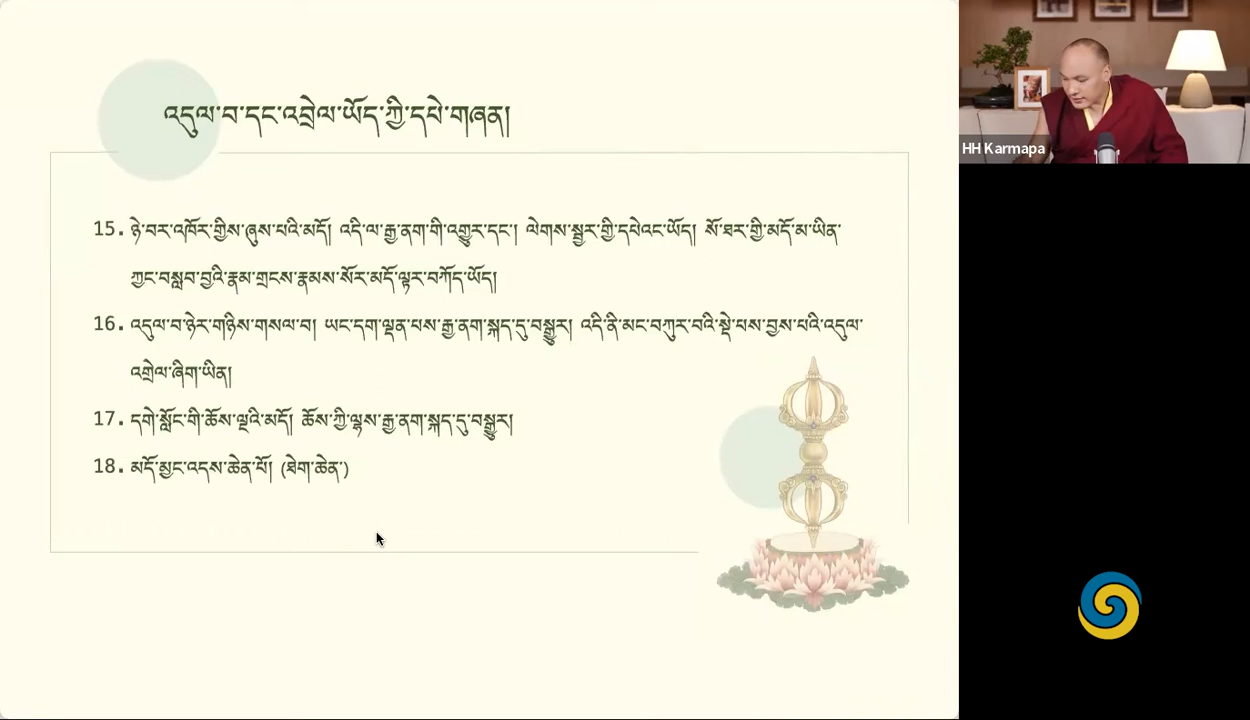 འདུལ་བ་དང་འབྲེལ་ཡོད་ཀྱི་དཔེ་གཞན།
15. ཉེ་བར་འཁོར་གྱིས་ཞུས་པའི་མདོ། འདི་ལ་རྒྱ་ནག་གི་འགྱུར་དང་། ལེགས་སྦྱར་གྱི་དཔེའང་ཡོད། སོ་ཐར་གྱི་མདོ་མ་ཡིན་
ཀྱང་བསླབ་བྱའི་རྣམ་གྲངས་རྣམས་སོར་མདོ་ལྟར་བཀོད་ཡོད།
16. འདུལ་བ་ཉེར་གཉིས་གསལ་བ། ཡང་དག་ལྡན་པས་རྒྱ་ནག་སྐད་དུ་བསྒྱུར། འདི་ནི་མང་བཀུར་བའི་སྡེ་པས་བྱས་པའི་འདུལ་
འགྲེལ་ཞིག་ཡིན།
17. དགེ་སློང་གི་ཆོས་ལྔའི་མདོ། ཆོས་ཀྱི་ལྷས་རྒྱ་ནག་སྐད་དུ་བསྒྱུར།
18. མདོ་མྱང་འདས་ཆེན་པོ། (ཐེག་ཆེན་)
HH Karmapa